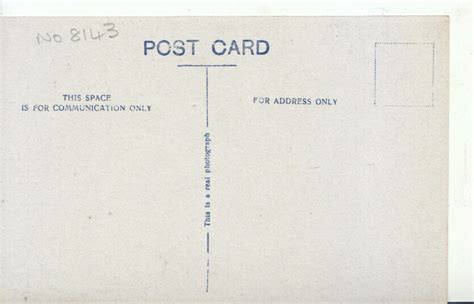 No 8143
POST CARD
THIS SPACE
IS FOR COMMUNICATION ONLY
FOR ADDRESS ONLY
This is a real photograph